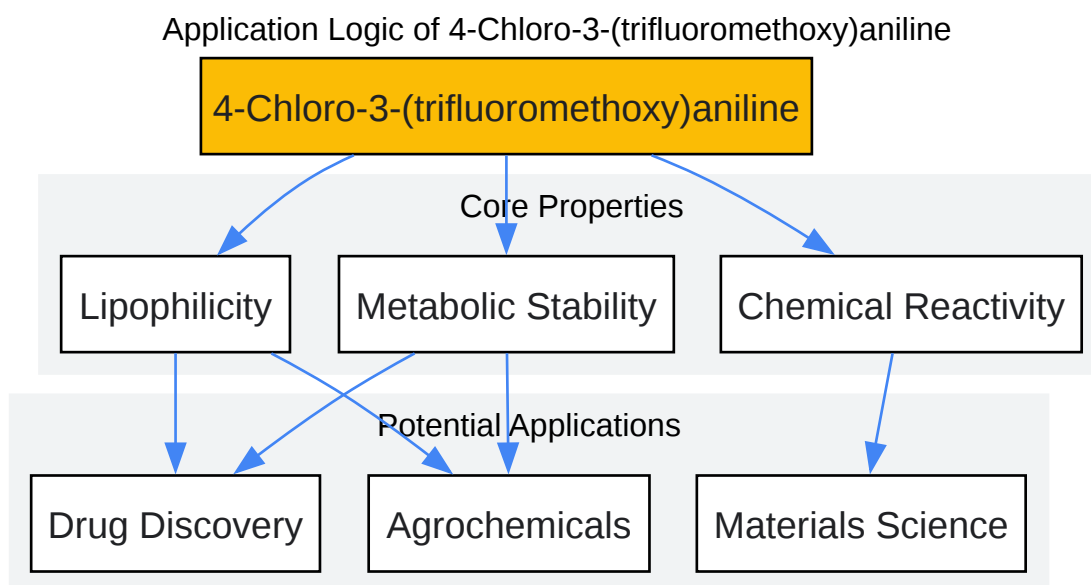 Application Logic of 4-Chloro-3-(trifluoromethoxy)aniline
4-Chloro-3-(trifluoromethoxy)aniline
Core Properties
Lipophilicity
Metabolic Stability
Chemical Reactivity
Potential Applications
Drug Discovery
Agrochemicals
Materials Science